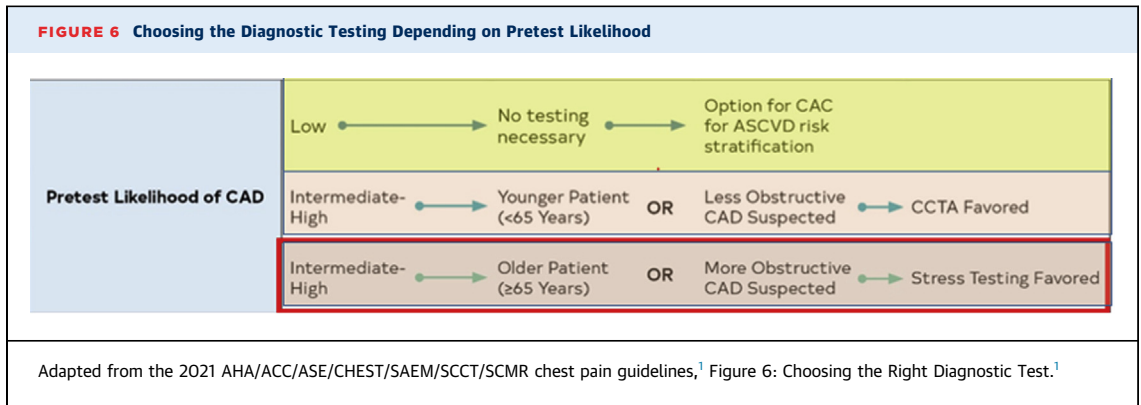 FIGURE 6 Choosing the Diagnostic Testing Depending on Pretest Likelihood
Pretest Likelihood of CAD
Low
No testing
necessary
Option for CAC
for ASCVD risk
stratification
Intermediate-
High
Younger Patient
(<65 Years)
OR
Less Obstructive
CAD Suspected
CCTA Favored
Intermediate-
High
Older Patient
(≥65 Years)
OR
More Obstructive
CAD Suspected
Stress Testing Favored
Adapted from the 2021 AHA/ACC/ASE/CHEST/SAEM/SCCT/SCMR chest pain guidelines,1 Figure 6: Choosing the Right Diagnostic Test.1